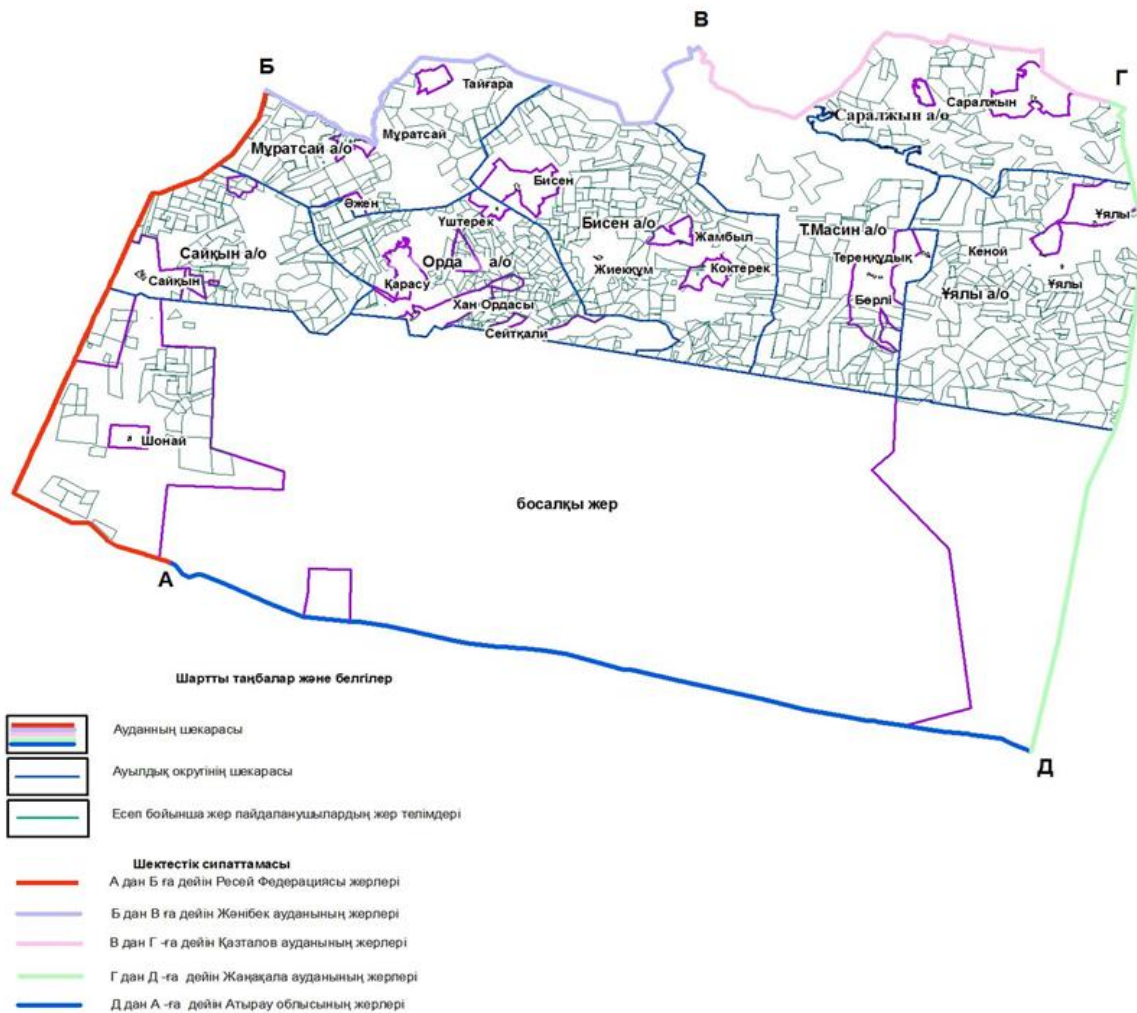 В
Б
Г
Тайғара
Саралжын
Саралжын а/о
Мұратсай
Мұратсай а/о
Бисен
Әжен
Ұялы
Үштерек
Бисен а/о
Жамбыл
Т.Масин а/о
Сайқын а/о
Орда а/о
Тереңқұдық
Кеной
Жиекқұм
Коктерек
Сайқын
Қарасу
Ұялы
Ұялы а/о
Хан Ордасы
Бөрлі
Сейтқали
Шонай
босалқы жер
А
Д
Шартты таңбалар және белгілер
Ауданның шекарасы
Ауылдық округінің шекарасы
Есеп бойынша жер пайдаланушылардың жер телімдері
Шектестік сипаттамасы
А дан Б ға дейін Ресей Федерациясы жерлері
Б дан В ға дейін Жәнібек ауданының жерлері
В дан Г -ға дейін Қазталов ауданының жерлері
Г дан Д -ға дейін Жаңақала ауданының жерлері
Д дан А -ға дейін Атырау облысының жерлері